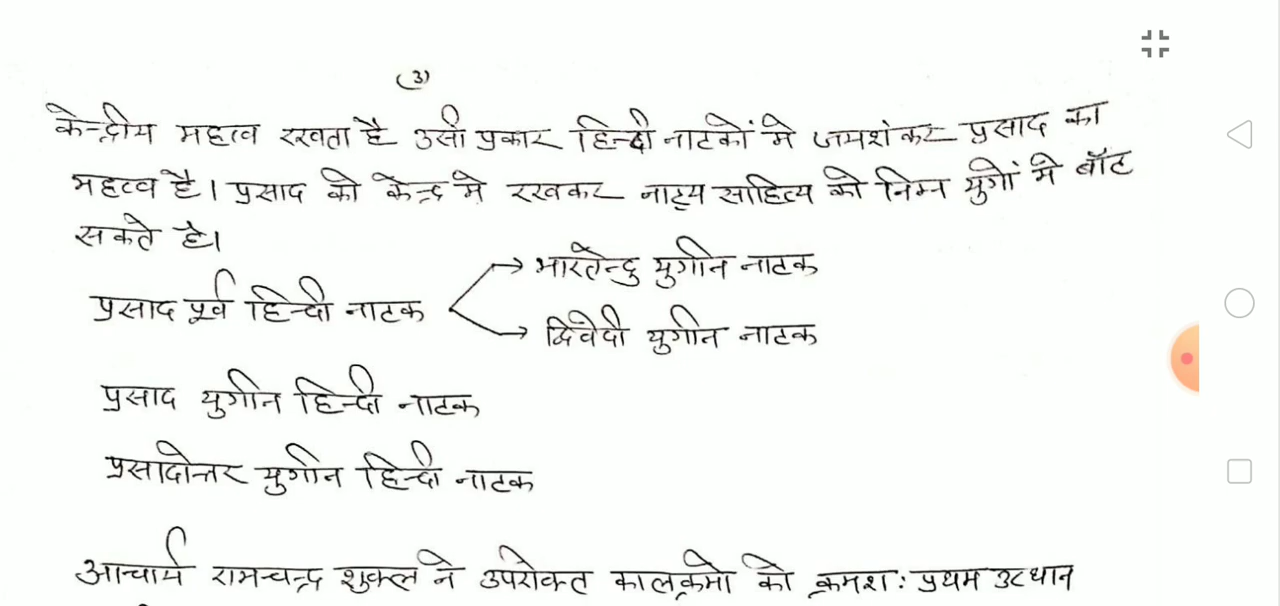 (3)
केन्द्रीय महत्व रखता है उसी प्रकार हिन्दी नाटकों मे जयशंकर प्रसाद का
महत्व है। प्रसाद को केन्द्र मे रखकर नाट्य साहित्य को निम्न युगों मे बाँट
सकते है।
प्रसाद पूर्व हिन्दी नाटक → भारतेन्दु युगीन नाटक
→ द्विवेदी युगीन नाटक
प्रसाद युगीन हिन्दी नाटक
प्रसादोत्तर युगीन हिन्दी नाटक
आचार्य रामचन्द्र शुक्ल ने उपरोक्त कालक्रमो को क्रमश: प्रथम उत्थान